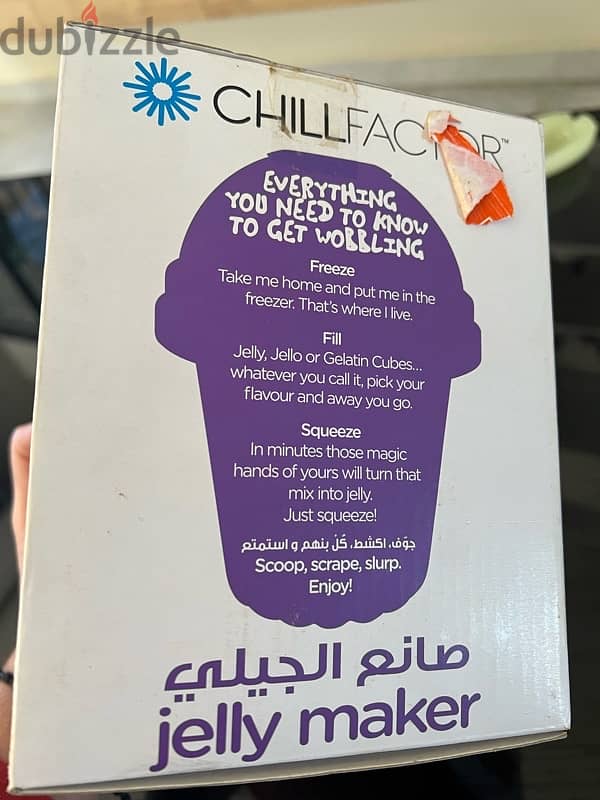 dubizzle
CHILLFACTOR™
EVERYTHING
YOU NEED TO KNOW
TO GET WOBBLING
Freeze
Take me home and put me in the
freezer. That's where I live.
Fill
Jelly, Jello or Gelatin Cubes...
whatever you call it, pick your
flavour and away you go.
Squeeze
In minutes those magic
hands of yours will turn that
mix into jelly.
Just squeeze!
جوّف، اكشط، كُلْ بنهم و استمتع
Scoop, scrape, slurp.
Enjoy!
صانع الجيلي
jelly maker